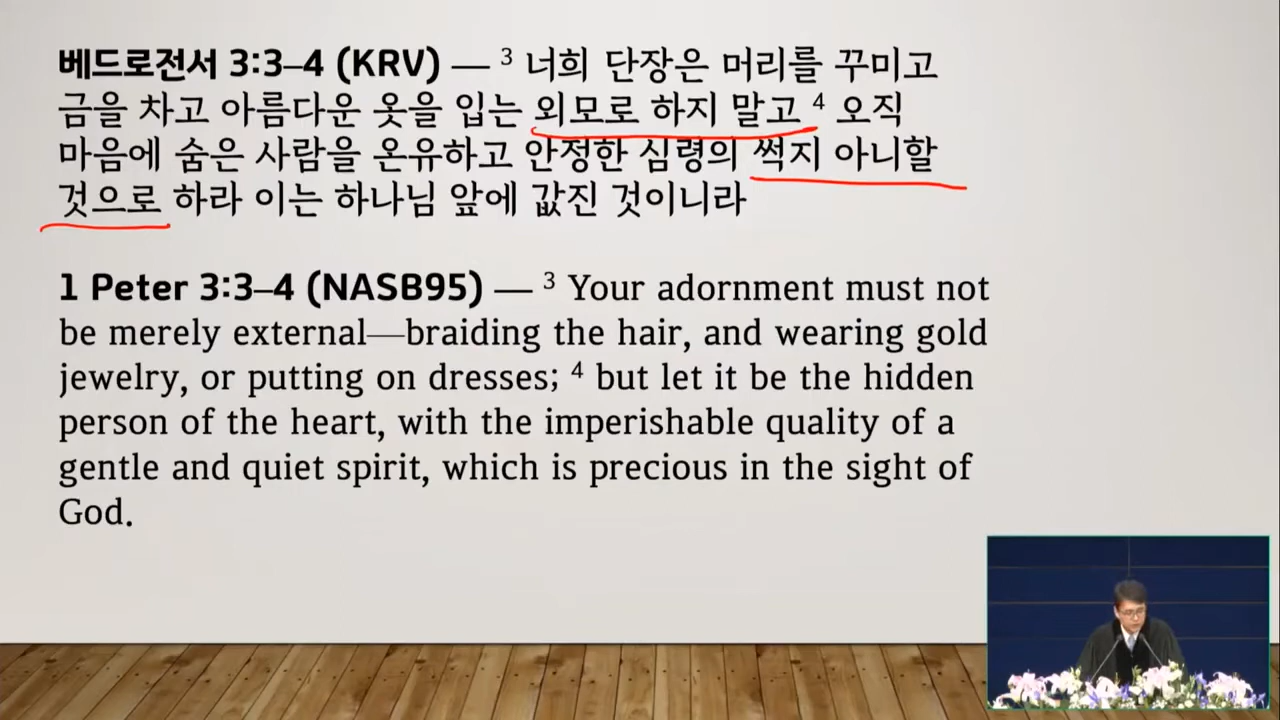 베드로전서 3:3–4 (KRV) — ³ 너희 단장은 머리를 꾸미고
금을 차고 아름다운 옷을 입는 외모로 하지 말고 ⁴ 오직
마음에 숨은 사람을 온유하고 안정한 심령의 썩지 아니할
것으로 하라 이는 하나님 앞에 값진 것이니라
1 Peter 3:3–4 (NASB95) — ³ Your adornment must not
be merely external—braiding the hair, and wearing gold
jewelry, or putting on dresses; ⁴ but let it be the hidden
person of the heart, with the imperishable quality of a
gentle and quiet spirit, which is precious in the sight of
God.